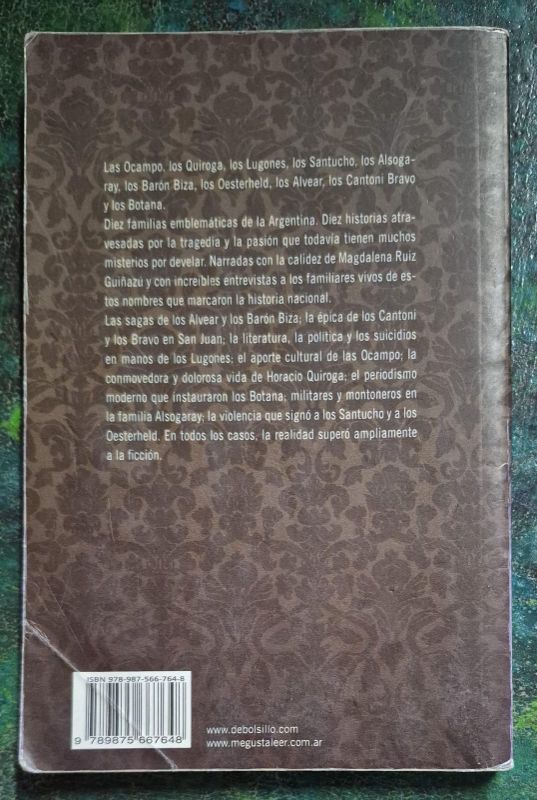 Las Ocampo, los Quiroga, los Lugones, los Santucho, los Alsoga-
ray, los Barón Biza, los Oesterheld, los Alvear, los Cantoni Bravo
y los Botana.
Diez familias emblemáticas de la Argentina. Diez historias atra-
vesadas por la tragedia y la pasión que todavía tienen muchos
misterios por develar. Narradas con la calidez de Magdalena Ruiz
Guiñazú y con increíbles entrevistas a los familiares vivos de es-
tos nombres que marcaron la historia nacional.
Las sagas de los Alvear y los Barón Biza; la épica de los Cantoni
y los Bravo en San Juan; la literatura, la política y los suicidios
en manos de los Lugones; el aporte cultural de las Ocampo; la
conmovedora y dolorosa vida de Horacio Quiroga; el periodismo
moderno que instauraron los Botana; militares y montoneros en
la familia Alsogaray; la violencia que signó a los Santucho y a los
Oesterheld. En todos los casos, la realidad superó ampliamente
a la ficción.
ISBN 978-987-566-764-8
9 789875 667648
www.debolsillo.com
www.megustaleer.com.ar